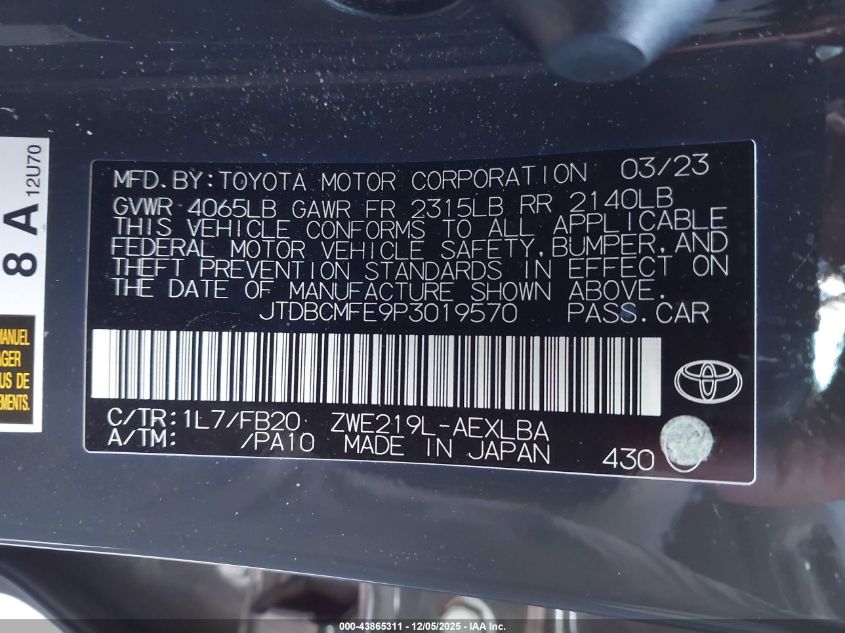 MFD.BY:TOYOTA MOTOR CORPORATION 03/23
GVWR 4065LB GAWR FR 2315LB RR 2140LB
THIS VEHICLE CONFORMS TO ALL APPLICABLE
FEDERAL MOTOR VEHICLE SAFETY,BUMPER,AND
THEFT PREVENTION STANDARDS IN EFFECT ON
THE DATE OF MANUFACTURE SHOWN ABOVE.
JTDBCMFE9P3019570 PASS.CAR
C/TR:1L7/FB20 ZWE219L-AEXLBA
A/TM: /PA10 MADE IN JAPAN 430
8 A
12U70
MANUEL
US DE
000-43865311 - 12/05/2025 - IAA Inc.